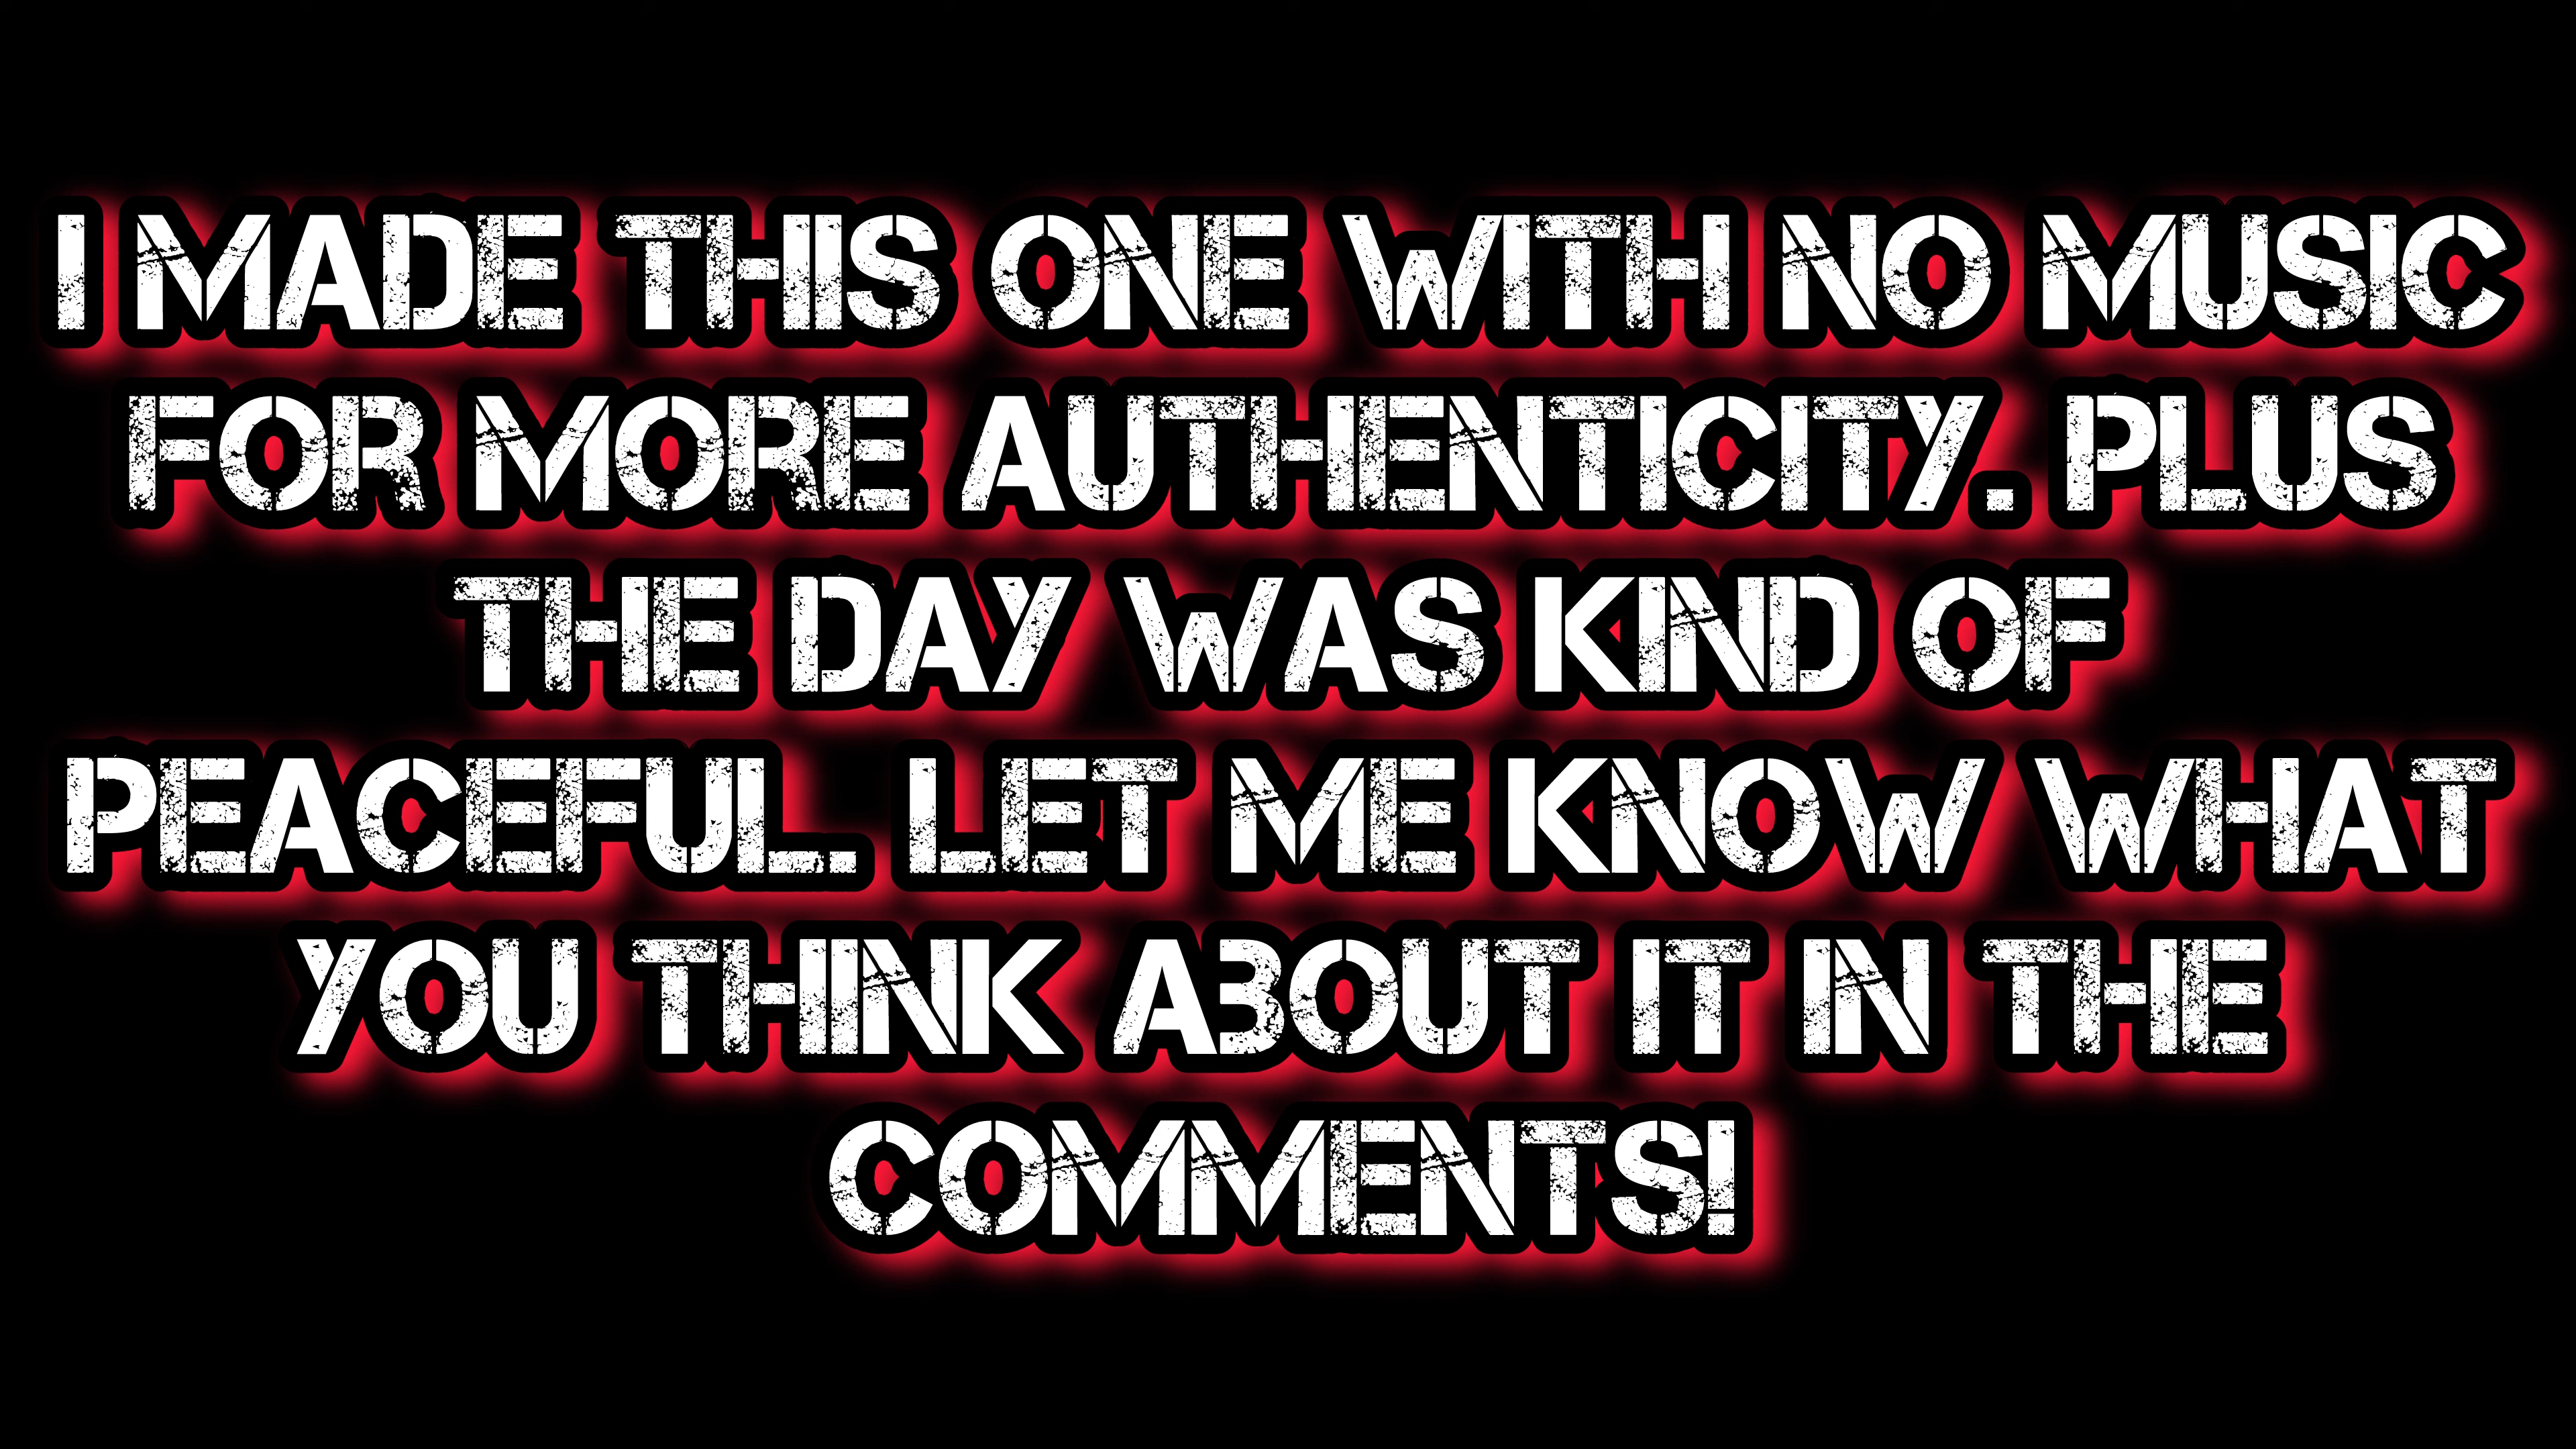 I MADE THIS ONE WITH NO MUSIC
FOR MORE AUTHENTICITY. PLUS
THE DAY WAS KIND OF
PEACEFUL. LET ME KNOW WHAT
YOU THINK ABOUT IT IN THE
COMMENTS!